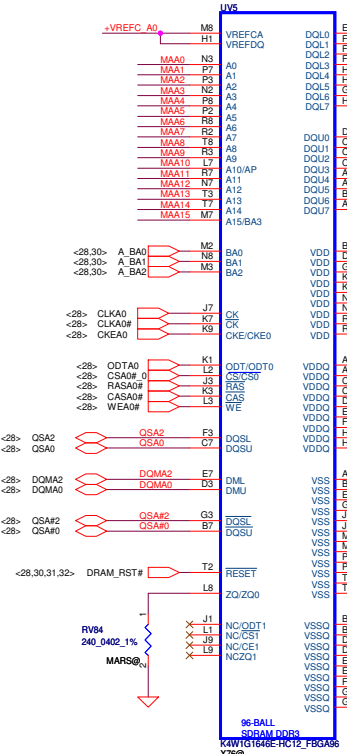 UV5
+VREFC_A0 M8 VREFCA DQL0
H1 VREFDQ DQL1
DQL2
MAA0 N3 A0 DQL3
MAA1 P7 A1 DQL4
MAA2 P3 A2 DQL5
MAA3 N2 A3 DQL6
MAA4 P8 A4 DQL7
MAA5 P2 A5
MAA6 R8 A6
MAA7 R2 A7 DQU0
MAA8 T8 A8 DQU1
MAA9 R3 A9 DQU2
MAA10 L7 A10/AP DQU3
MAA11 R7 A11 DQU4
MAA12 N7 A12 DQU5
MAA13 T3 A13 DQU6
MAA14 T7 A14 DQU7
MAA15 M7 A15/BA3
<28,30> A_BA0 M2 BA0 VDD
<28,30> A_BA1 N8 BA1 VDD
<28,30> A_BA2 M3 BA2 VDD
VDD
VDD
VDD
<28> CLKA0 J7 CK VDD
<28> CLKA0# K7 CK VDD
<28> CKEA0 K9 CKE/CKE0 VDD
<28> ODTA0 K1 ODT/ODT0 VDDQ
<28> CSA0#_0 L2 CS/CS0 VDDQ
<28> RASA0# J3 RAS VDDQ
<28> CASA0# K3 CAS VDDQ
<28> WEA0# L3 WE VDDQ
VDDQ
VDDQ
<28> QSA2 QSA2 F3 DQSL VDDQ
<28> QSA0 QSA0 C7 DQSU VDDQ
<28> DQMA2 DQMA2 E7 DML VSS
<28> DQMA0 DQMA0 D3 DMU VSS
VSS
VSS
<28> QSA#2 QSA#2 G3 DQSL VSS
<28> QSA#0 QSA#0 B7 DQSU VSS
VSS
VSS
VSS
<28,30,31,32> DRAM_RST# T2 RESET VSS
VSS
L8 ZQ/ZQ0 VSS
1
J1 NC/ODT1 VSSQ
L1 NC/CS1 VSSQ
J9 NC/CE1 VSSQ
L9 NCZQ1 VSSQ
VSSQ
VSSQ
VSSQ
VSSQ
VSSQ
RV84
240_0402_1%
MARS@
2
96-BALL
SDRAM DDR3
K4W1G1646E-HC12_FBGA96
X76@